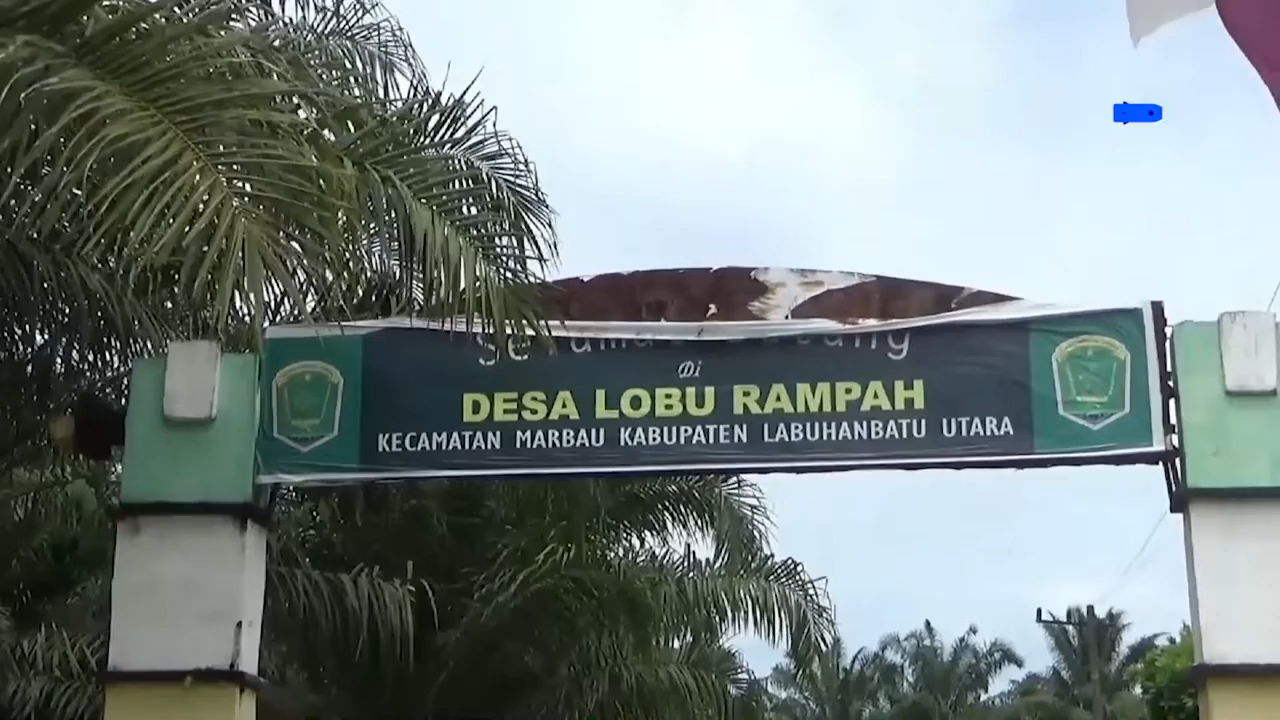 Di
DESA LOBU RAMPAH
KECAMATAN MARBAU KABUPATEN LABUHANBATU UTARA